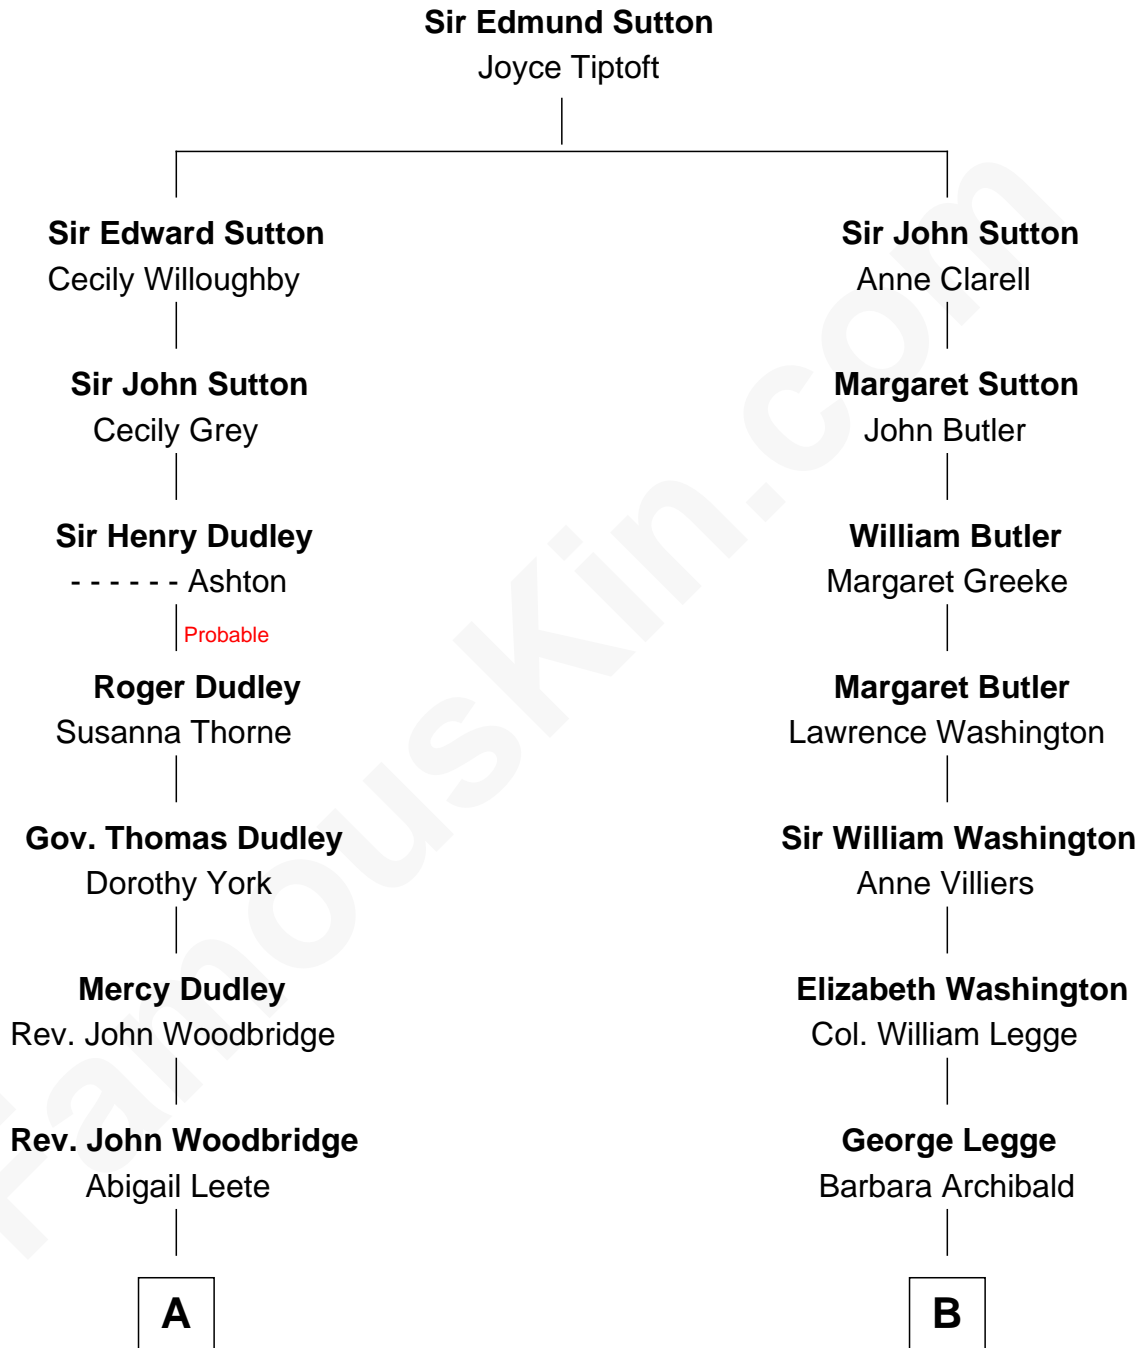 Sir Edmund Sutton
Joyce Tiptoft
Sir Edward Sutton
Cecily Willoughby
Sir John Sutton
Cecily Grey
Sir Henry Dudley
- - - - - - Ashton
Probable
Roger Dudley
Susanna Thorne
Gov. Thomas Dudley
Dorothy York
Mercy Dudley
Rev. John Woodbridge
Rev. John Woodbridge
Abigail Leete
A
Sir John Sutton
Anne Clarell
Margaret Sutton
John Butler
William Butler
Margaret Greeke
Margaret Butler
Lawrence Washington
Sir William Washington
Anne Villiers
Elizabeth Washington
Col. William Legge
George Legge
Barbara Archibald
B
FamousKin.com